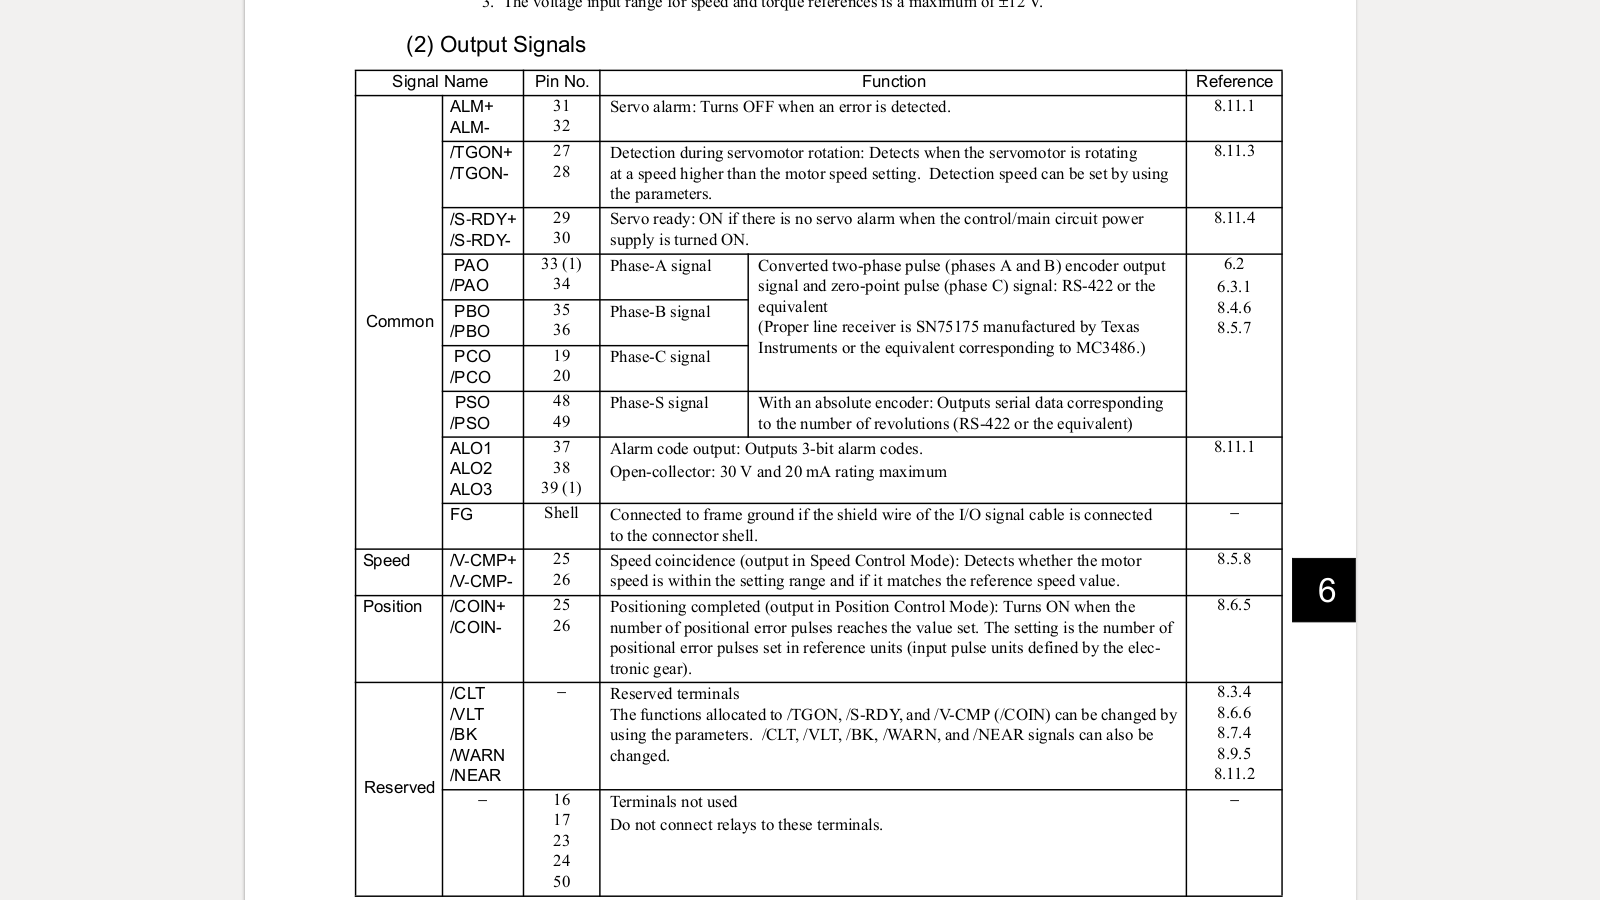 3. The voltage input range for speed and torque references is a maximum of ±12 V.
(2) Output Signals
Signal Name Pin No. Function Reference
Common
ALM+ 31 Servo alarm: Turns OFF when an error is detected. 8.11.1
ALM- 32
/TGON+ 27 Detection during servomotor rotation: Detects when the servomotor is rotating 8.11.3
/TGON- 28 at a speed higher than the motor speed setting. Detection speed can be set by using
the parameters.
/S-RDY+ 29 Servo ready: ON if there is no servo alarm when the control/main circuit power 8.11.4
/S-RDY- 30 supply is turned ON.
PAO 33 (1) Phase-A signal Converted two-phase pulse (phases A and B) encoder output 6.2
/PAO 34 signal and zero-point pulse (phase C) signal: RS-422 or the 6.3.1
PBO 35 Phase-B signal equivalent 8.4.6
/PBO 36 (Proper line receiver is SN75175 manufactured by Texas 8.5.7
PCO 19 Phase-C signal Instruments or the equivalent corresponding to MC3486.)
/PCO 20
PSO 48 Phase-S signal With an absolute encoder: Outputs serial data corresponding
/PSO 49 to the number of revolutions (RS-422 or the equivalent)
ALO1 37 Alarm code output: Outputs 3-bit alarm codes. 8.11.1
ALO2 38 Open-collector: 30 V and 20 mA rating maximum
ALO3 39 (1)
FG Shell Connected to frame ground if the shield wire of the I/O signal cable is connected –
to the connector shell.
Speed /V-CMP+ 25 Speed coincidence (output in Speed Control Mode): Detects whether the motor 8.5.8
/V-CMP- 26 speed is within the setting range and if it matches the reference speed value.
6
Position /COIN+ 25 Positioning completed (output in Position Control Mode): Turns ON when the 8.6.5
/COIN- 26 number of positional error pulses reaches the value set. The setting is the number of
positional error pulses set in reference units (input pulse units defined by the elec-
tronic gear).
Reserved
/CLT – Reserved terminals 8.3.4
/VLT The functions allocated to /TGON, /S-RDY, and /V-CMP (/COIN) can be changed by 8.6.6
/BK using the parameters. /CLT, /VLT, /BK, /WARN, and /NEAR signals can also be 8.7.4
/WARN changed. 8.9.5
/NEAR 8.11.2
– 16 Terminals not used –
17 Do not connect relays to these terminals.
23
24
50